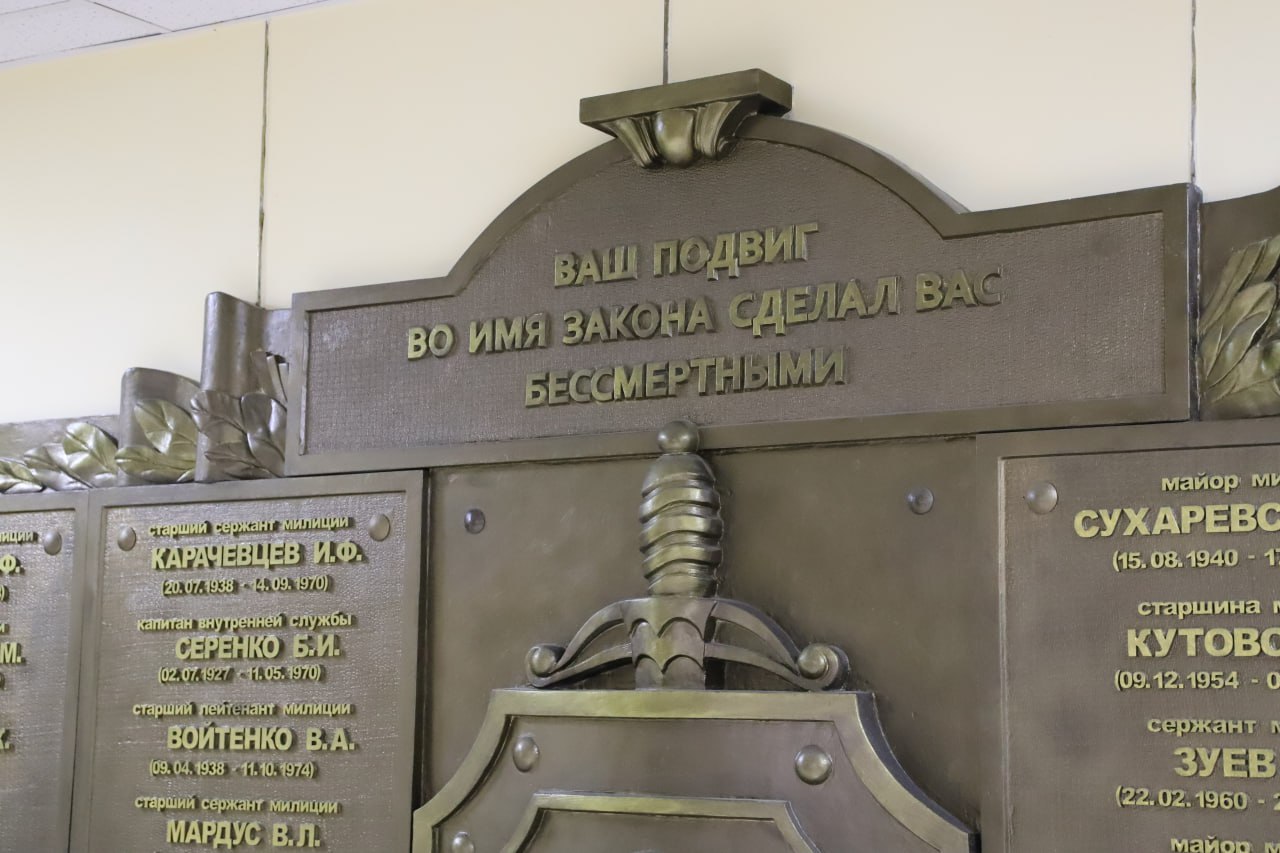 ВАШ ПОДВИГ
ВО ИМЯ ЗАКОНА СДЕЛАЛ ВАС
БЕССМЕРТНЫМИ
старший сержант милиции
КАРАЧЕВЦЕВ И.Ф.
(20.07.1938 - 14.09.1970)
капитан внутренней службы
СЕРЕНКО Б.И.
(02.07.1927 - 11.05.1970)
старший лейтенант милиции
ВОЙТЕНКО В.А.
(09.04.1938 - 11.10.1974)
старший сержант милиции
МАРДУС В.Л.
майор
(15.08.1940 -
старшина
(09.12.1954 -
сержант
ЗУЕВ
(22.02.1960 -
майор